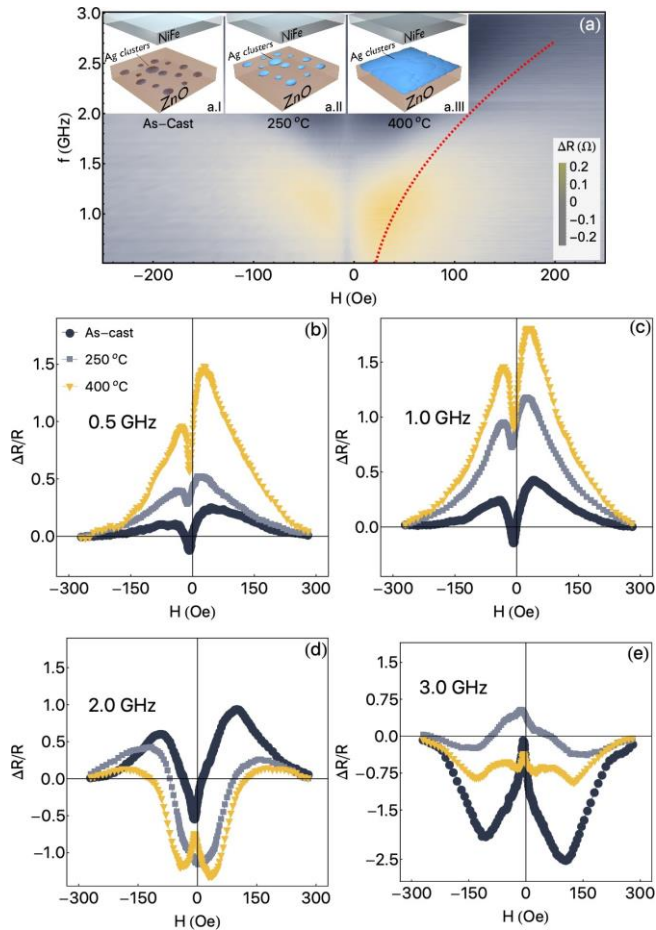 (a)
3.0
2.5
2.0
1.5
1.0
f (GHz)
NiFe
Ag clusters
ZnO
a.I
As−Cast
NiFe
Ag clusters
ZnO
a.II
250 °C
NiFe
Ag clusters
ZnO
a.III
400 °C
ΔR (Ω)
0.2
0.1
0
−0.1
−0.2
−200 −100 0 100 200
H (Oe)
(b)
As−cast
250 °C
400 °C
0.5 GHz
1.5
1.0
0.5
0.0
ΔR/R
−300 −150 0 150 300
H (Oe)
(c)
1.0 GHz
1.5
1.0
0.5
0.0
ΔR/R
−300 −150 0 150 300
H (Oe)
(d)
2.0 GHz
1.5
1.0
0.5
0.0
−0.5
−1.0
ΔR/R
−300 −150 0 150 300
H (Oe)
(e)
3.0 GHz
1.5
0.75
0.0
−0.75
−1.5
−2.5
ΔR/R
−300 −150 0 150 300
H (Oe)